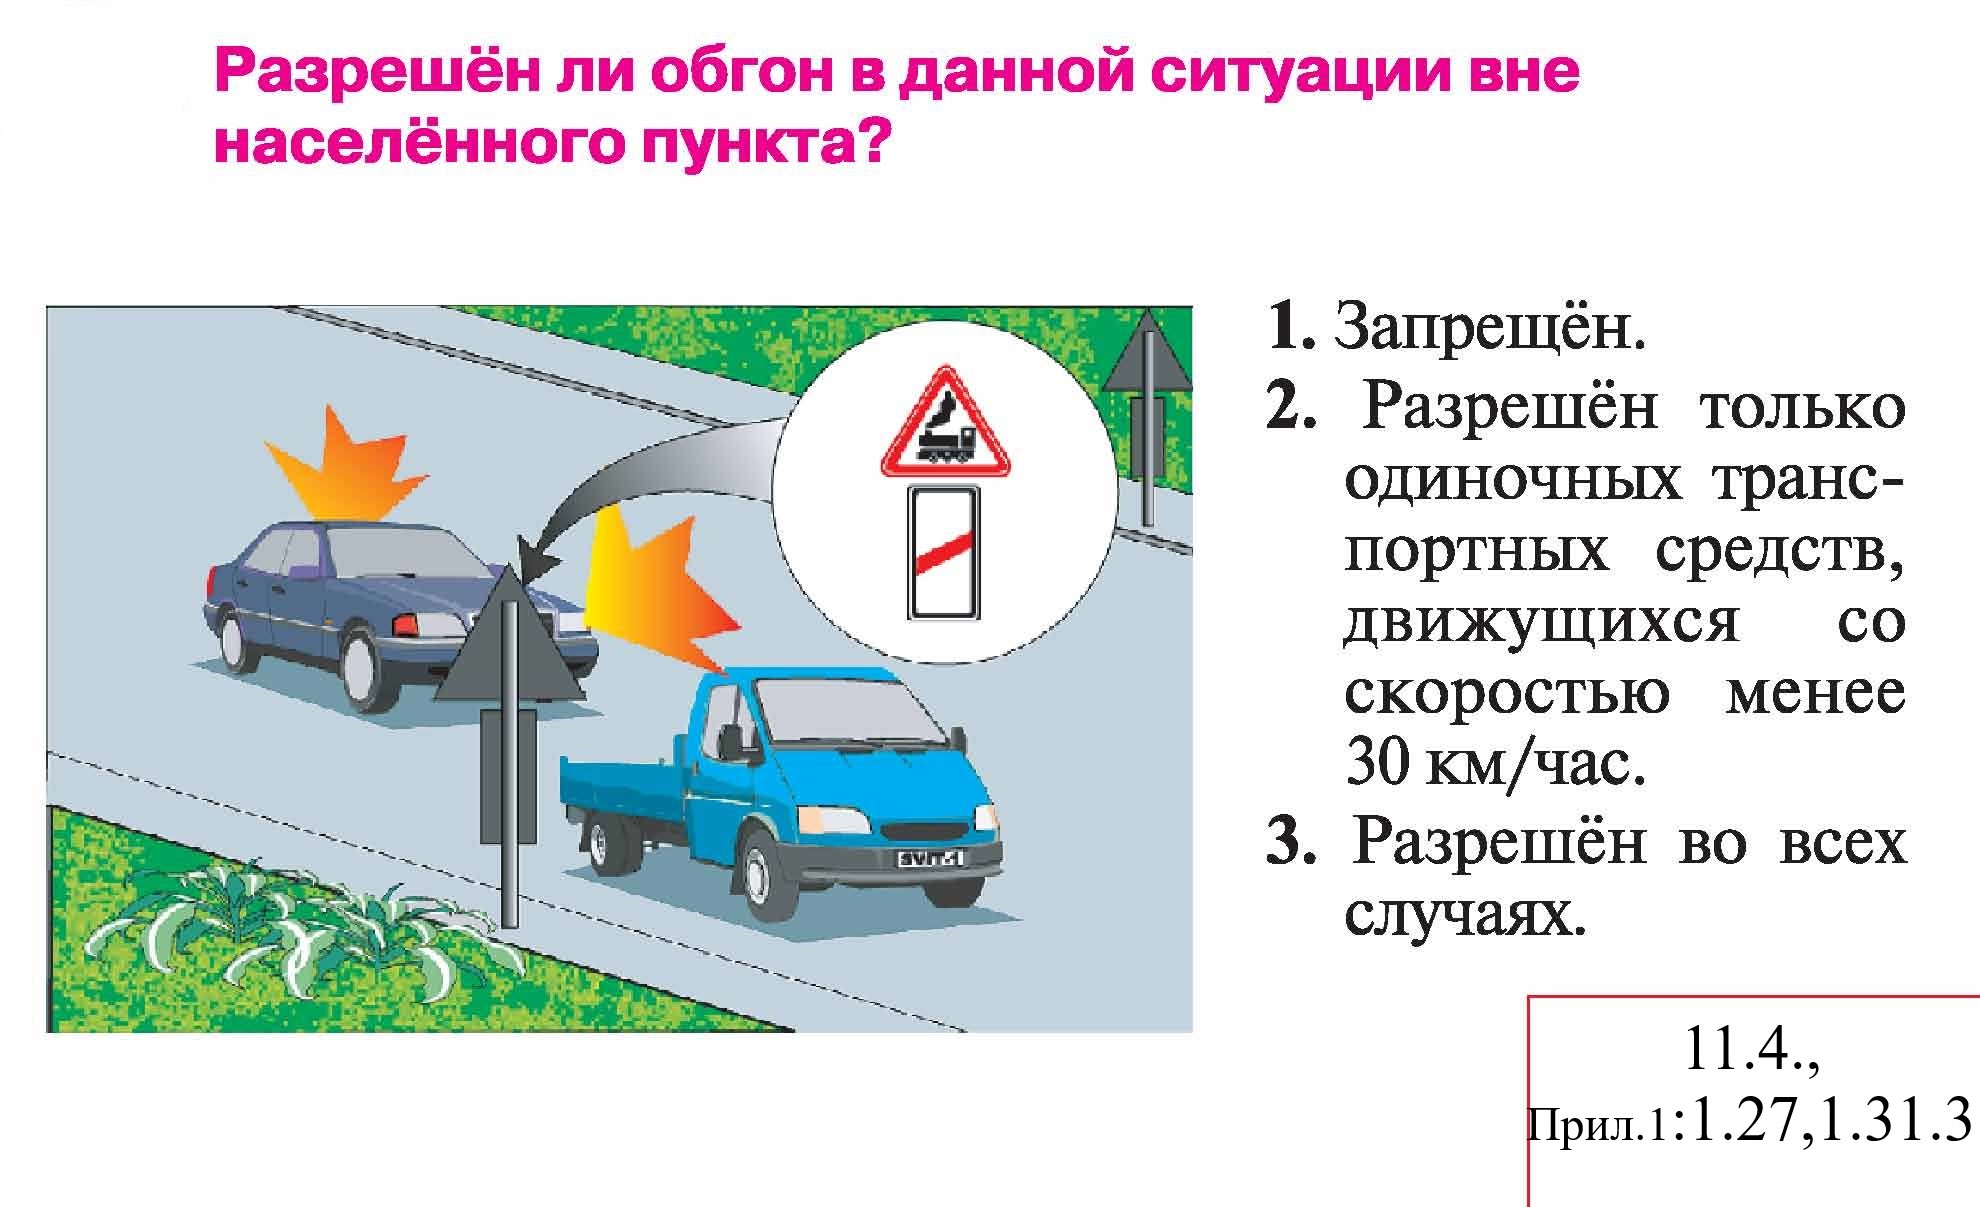 Разрешён ли обгон в данной ситуации вне
населённого пункта?
1. Запрещён.
2. Разрешён только
одиночных транс-
портных средств,
движущихся со
скоростью менее
30 км/час.
3. Разрешён во всех
случаях.
SVIT.1
11.4.,
Прил.1:1.27,1.31.3